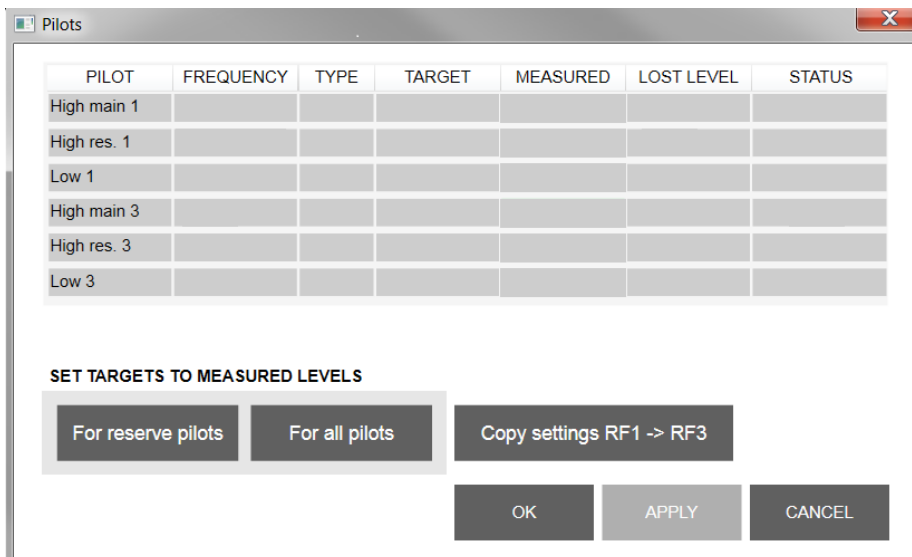 Pilots
PILOT FREQUENCY TYPE TARGET MEASURED LOST LEVEL STATUS
High main 1
High res. 1
Low 1
High main 3
High res. 3
Low 3
SET TARGETS TO MEASURED LEVELS
For reserve pilots For all pilots Copy settings RF1 -> RF3
OK APPLY CANCEL